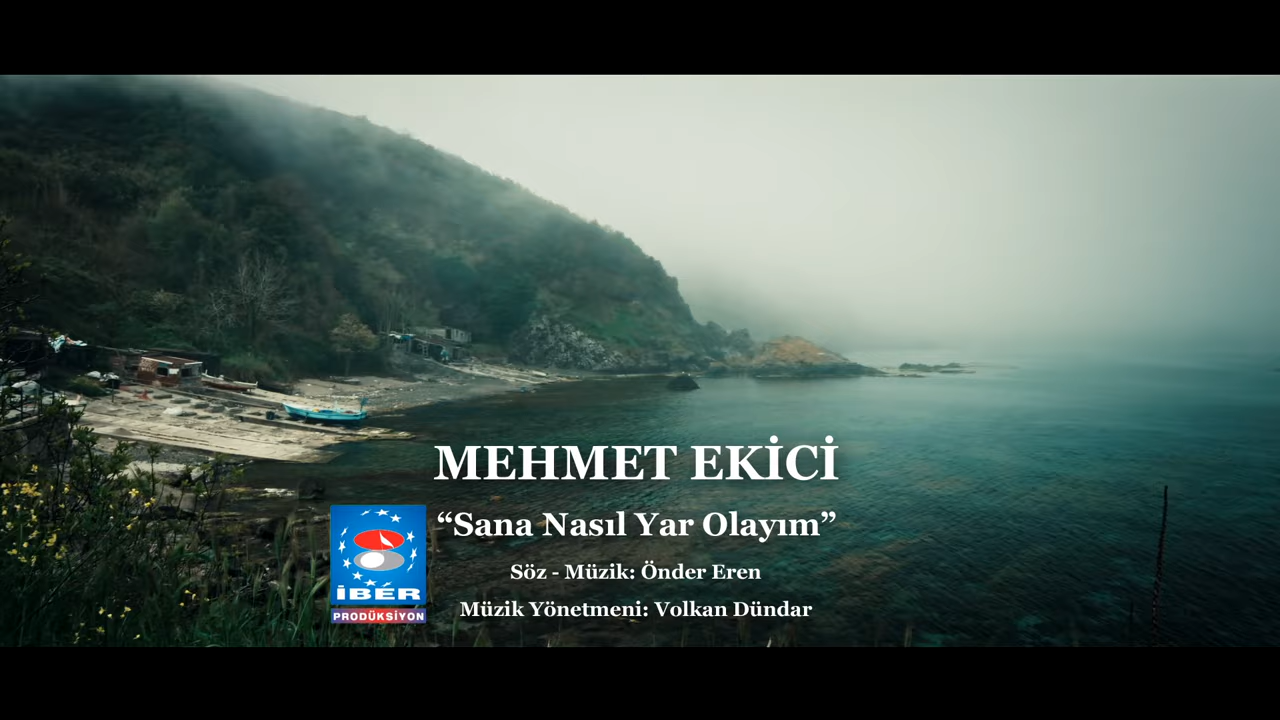 MEHMET EKİCİ
“Sana Nasıl Yar Olayım”
Söz - Müzik: Önder Eren
Müzik Yönetmeni: Volkan Dündar
İBER
PRODÜKSİYON